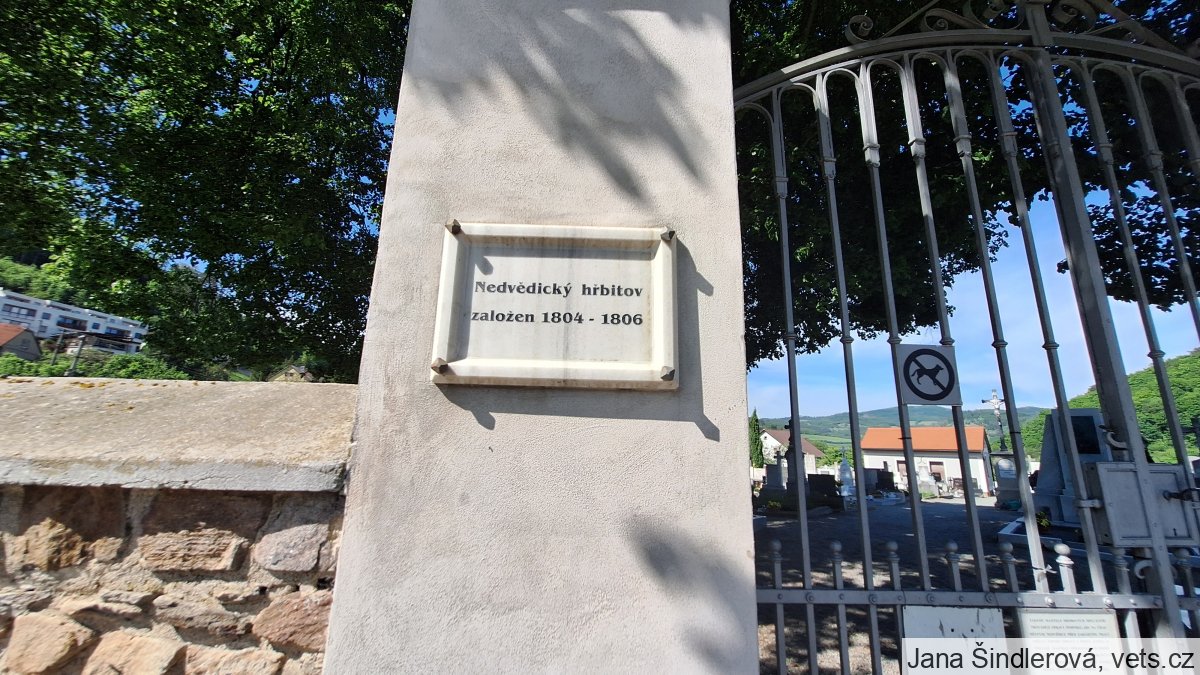 Nedvědický hřbitov
založen 1804 - 1806
Jana Šindlerová, vets.cz